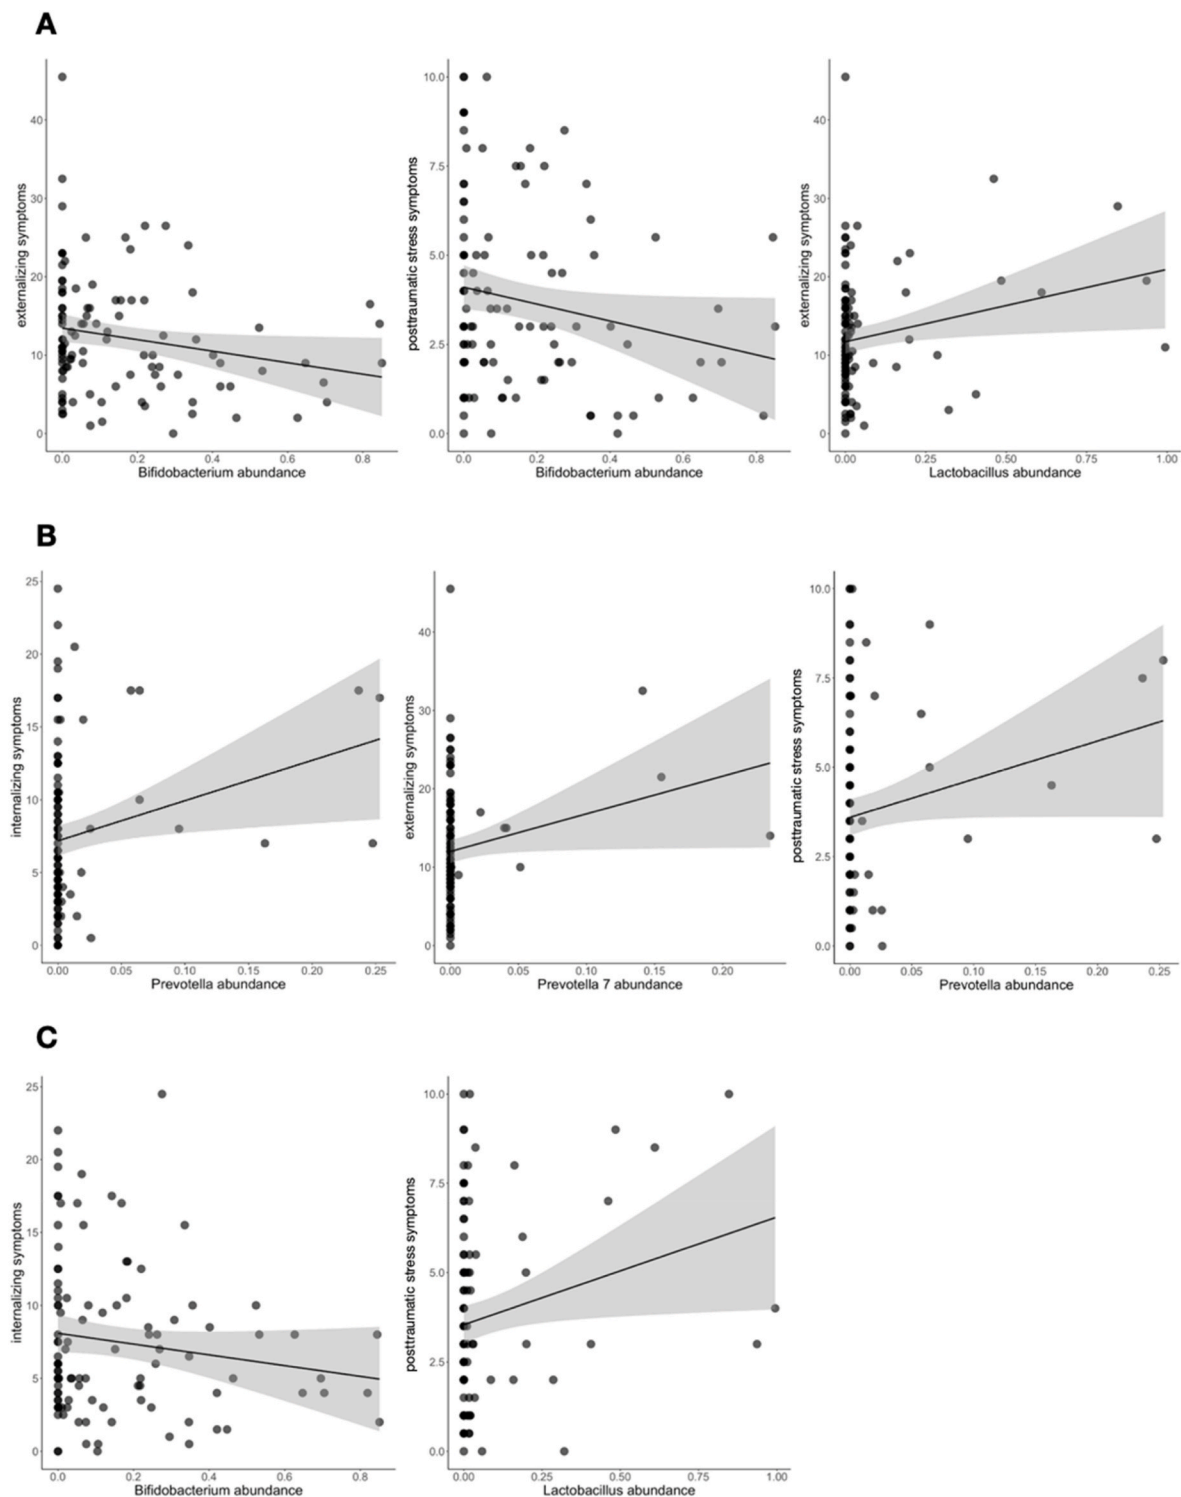 A
externalizing symptoms
40
30
20
10
0
0.0 0.2 0.4 0.6 0.8
Bifidobacterium abundance
posttraumatic stress symptoms
10.0
7.5
5.0
2.5
0.0
0.0 0.2 0.4 0.6 0.8
Bifidobacterium abundance
externalizing symptoms
40
30
20
10
0
0.00 0.25 0.50 0.75 1.00
Lactobacillus abundance
B
internalizing symptoms
25
20
15
10
5
0
0.00 0.05 0.10 0.15 0.20 0.25
Prevotella abundance
externalizing symptoms
40
30
20
10
0
0.00 0.05 0.10 0.15 0.20
Prevotella 7 abundance
posttraumatic stress symptoms
10.0
7.5
5.0
2.5
0.0
0.00 0.05 0.10 0.15 0.20 0.25
Prevotella abundance
C
internalizing symptoms
25
20
15
10
5
0
0.0 0.2 0.4 0.6 0.8
Bifidobacterium abundance
posttraumatic stress symptoms
10.0
7.5
5.0
2.5
0.0
0.00 0.25 0.50 0.75 1.00
Lactobacillus abundance